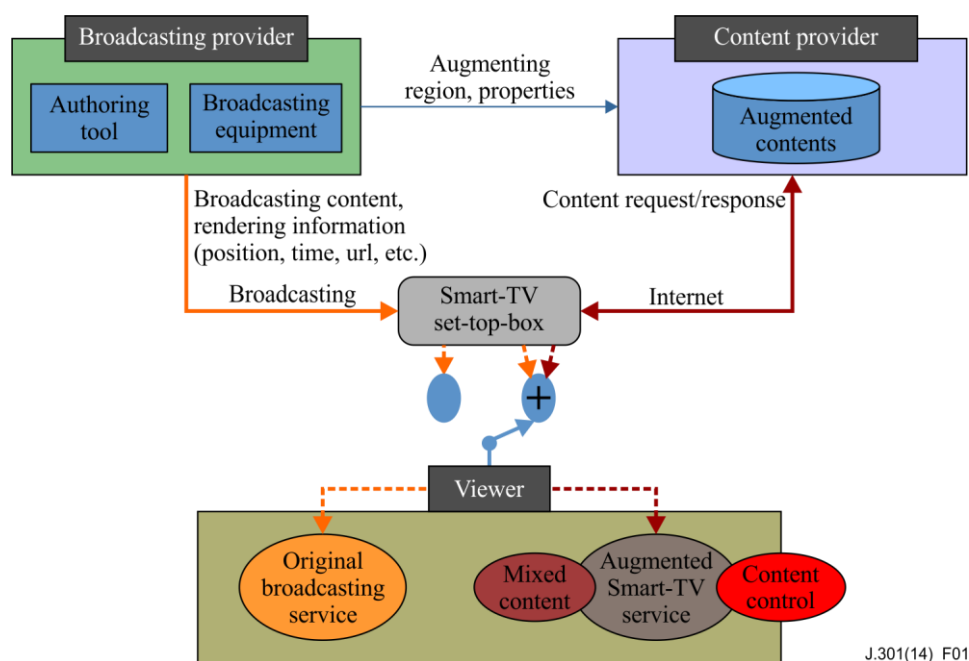 Broadcasting provider
Content provider
Authoring
tool
Broadcasting
equipment
Augmenting
region, properties
Augmented
contents
Broadcasting content,
rendering information
(position, time, url, etc.)
Content request/response
Broadcasting
Smart-TV
set-top-box
Internet
+
Viewer
Original
broadcasting
service
Mixed
content
Augmented
Smart-TV
service
Content
control
J.301(14)_F01